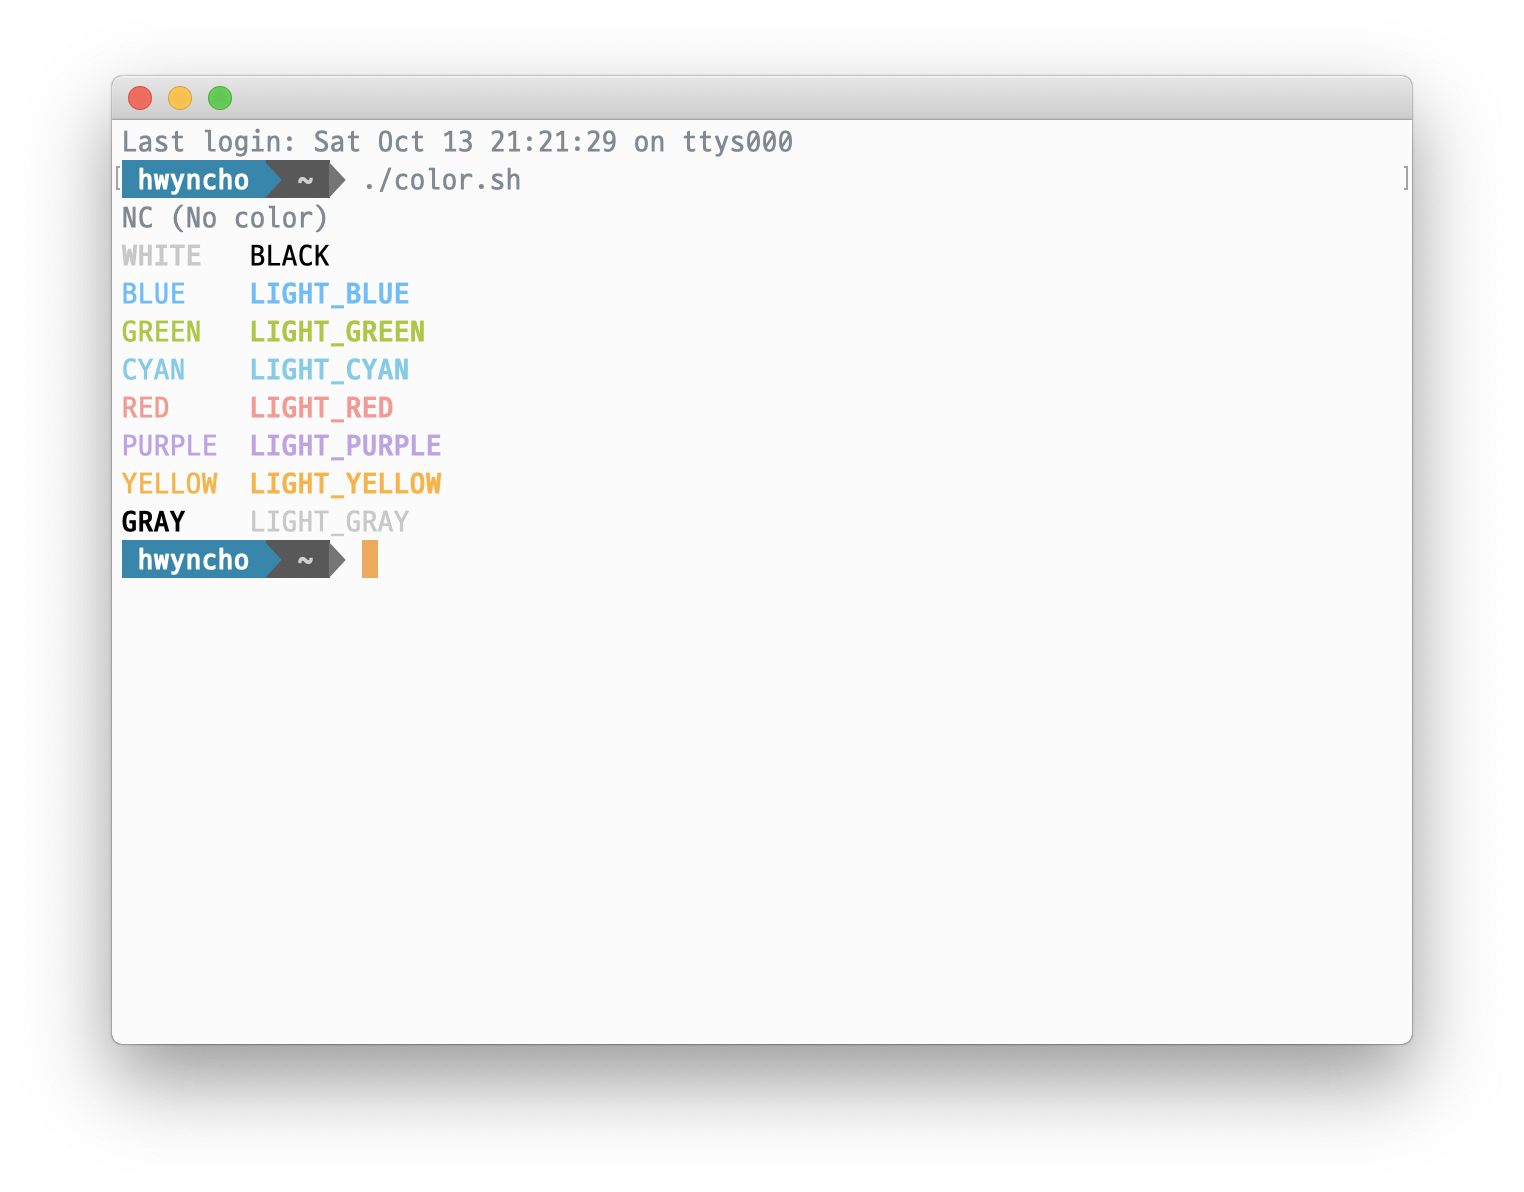 Last login: Sat Oct 13 21:21:29 on ttys000
[ hwyncho ~ ./color.sh ]
NC (No color)
WHITE BLACK
BLUE LIGHT_BLUE
GREEN LIGHT_GREEN
CYAN LIGHT_CYAN
RED LIGHT_RED
PURPLE LIGHT_PURPLE
YELLOW LIGHT_YELLOW
GRAY LIGHT_GRAY
hwyncho ~